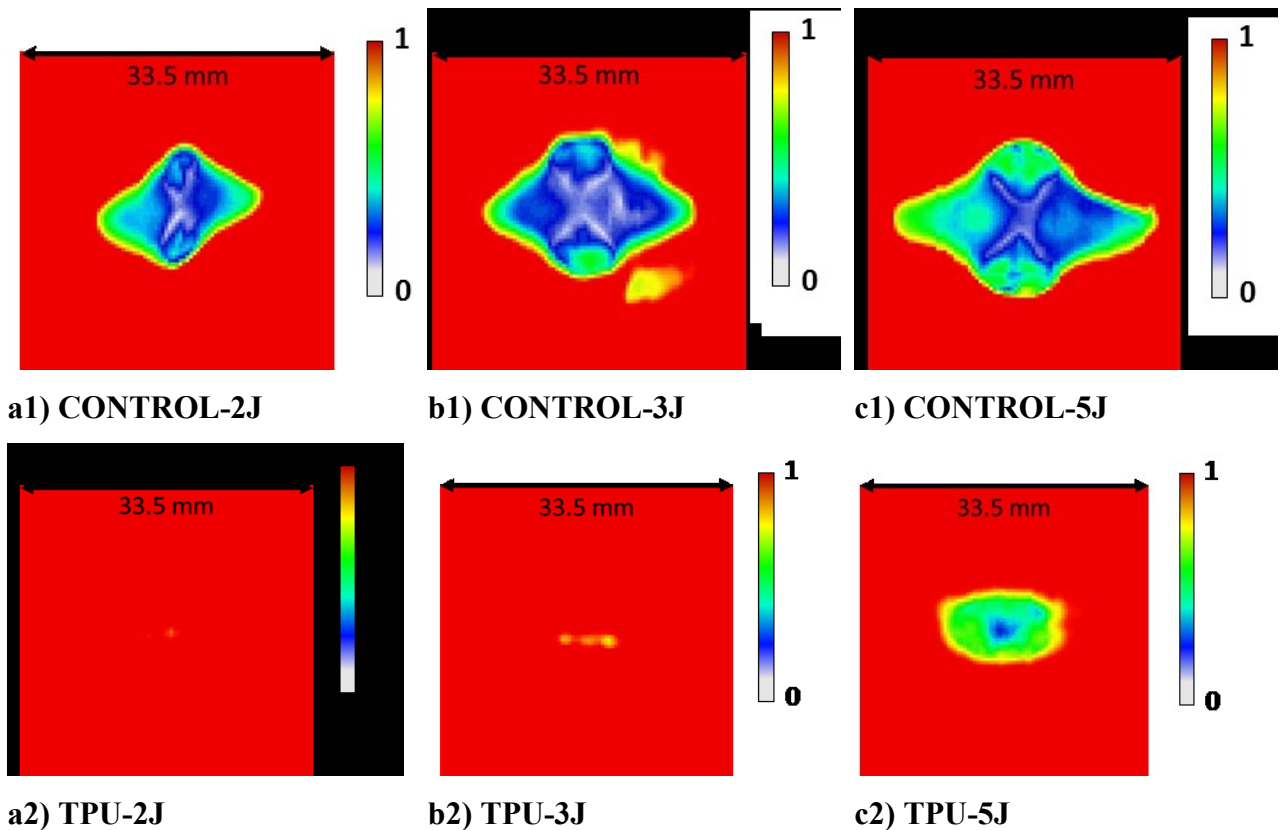 1
33.5 mm
0
1
33.5 mm
0
1
33.5 mm
0
a1) CONTROL-2J
b1) CONTROL-3J
c1) CONTROL-5J
33.5 mm
1
33.5 mm
0
1
33.5 mm
0
a2) TPU-2J
b2) TPU-3J
c2) TPU-5J